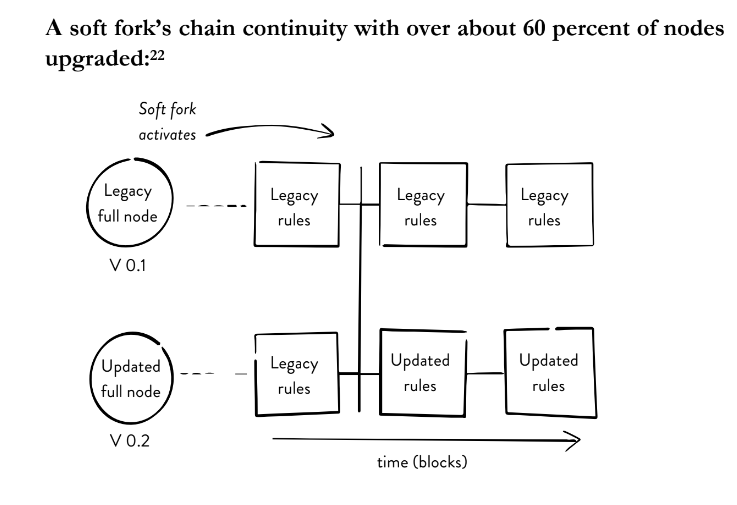 A soft fork’s chain continuity with over about 60 percent of nodes
upgraded:²²
Soft fork
activates
Legacy
full node
V 0.1
Legacy
rules
Legacy
rules
Legacy
rules
Updated
full node
V 0.2
Legacy
rules
Updated
rules
Updated
rules
time (blocks)